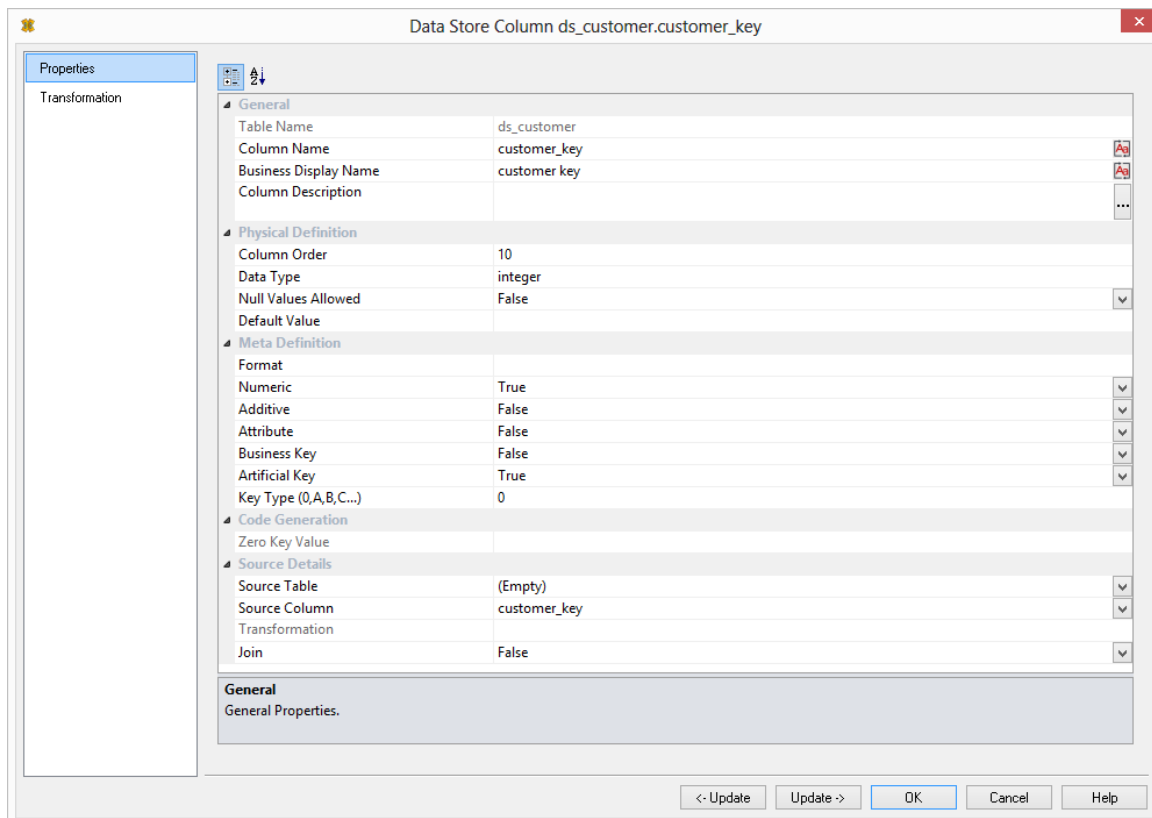 Data Store Column ds_customer.customer_key
Properties
Transformation
General
Table Name ds_customer
Column Name customer_key
Business Display Name customer key
Column Description ...
Physical Definition
Column Order 10
Data Type integer
Null Values Allowed False
Default Value
Meta Definition
Format
Numeric True
Additive False
Attribute False
Business Key False
Artificial Key True
Key Type (0,A,B,C...) 0
Code Generation
Zero Key Value
Source Details
Source Table (Empty)
Source Column customer_key
Transformation
Join False
General
General Properties.
<- Update Update -> OK Cancel Help